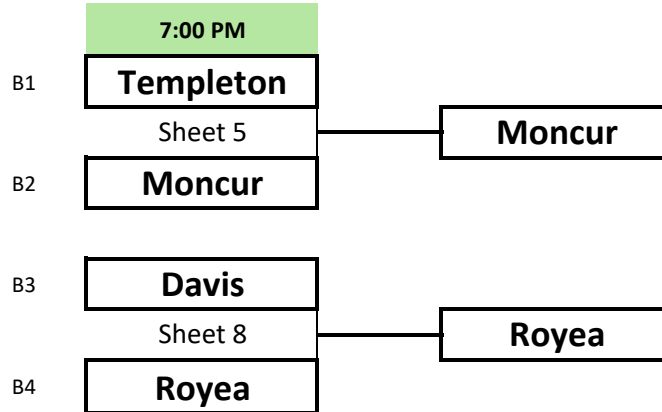 7:00 PM
B1 Templeton
Sheet 5 Moncur
B2 Moncur
B3 Davis
Sheet 8 Royea
B4 Royea